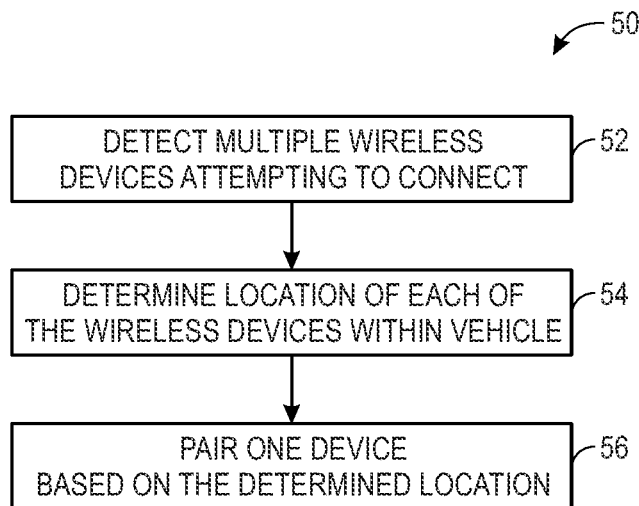 50
DETECT MULTIPLE WIRELESS
DEVICES ATTEMPTING TO CONNECT
52
DETERMINE LOCATION OF EACH OF
THE WIRELESS DEVICES WITHIN VEHICLE
54
PAIR ONE DEVICE
BASED ON THE DETERMINED LOCATION
56